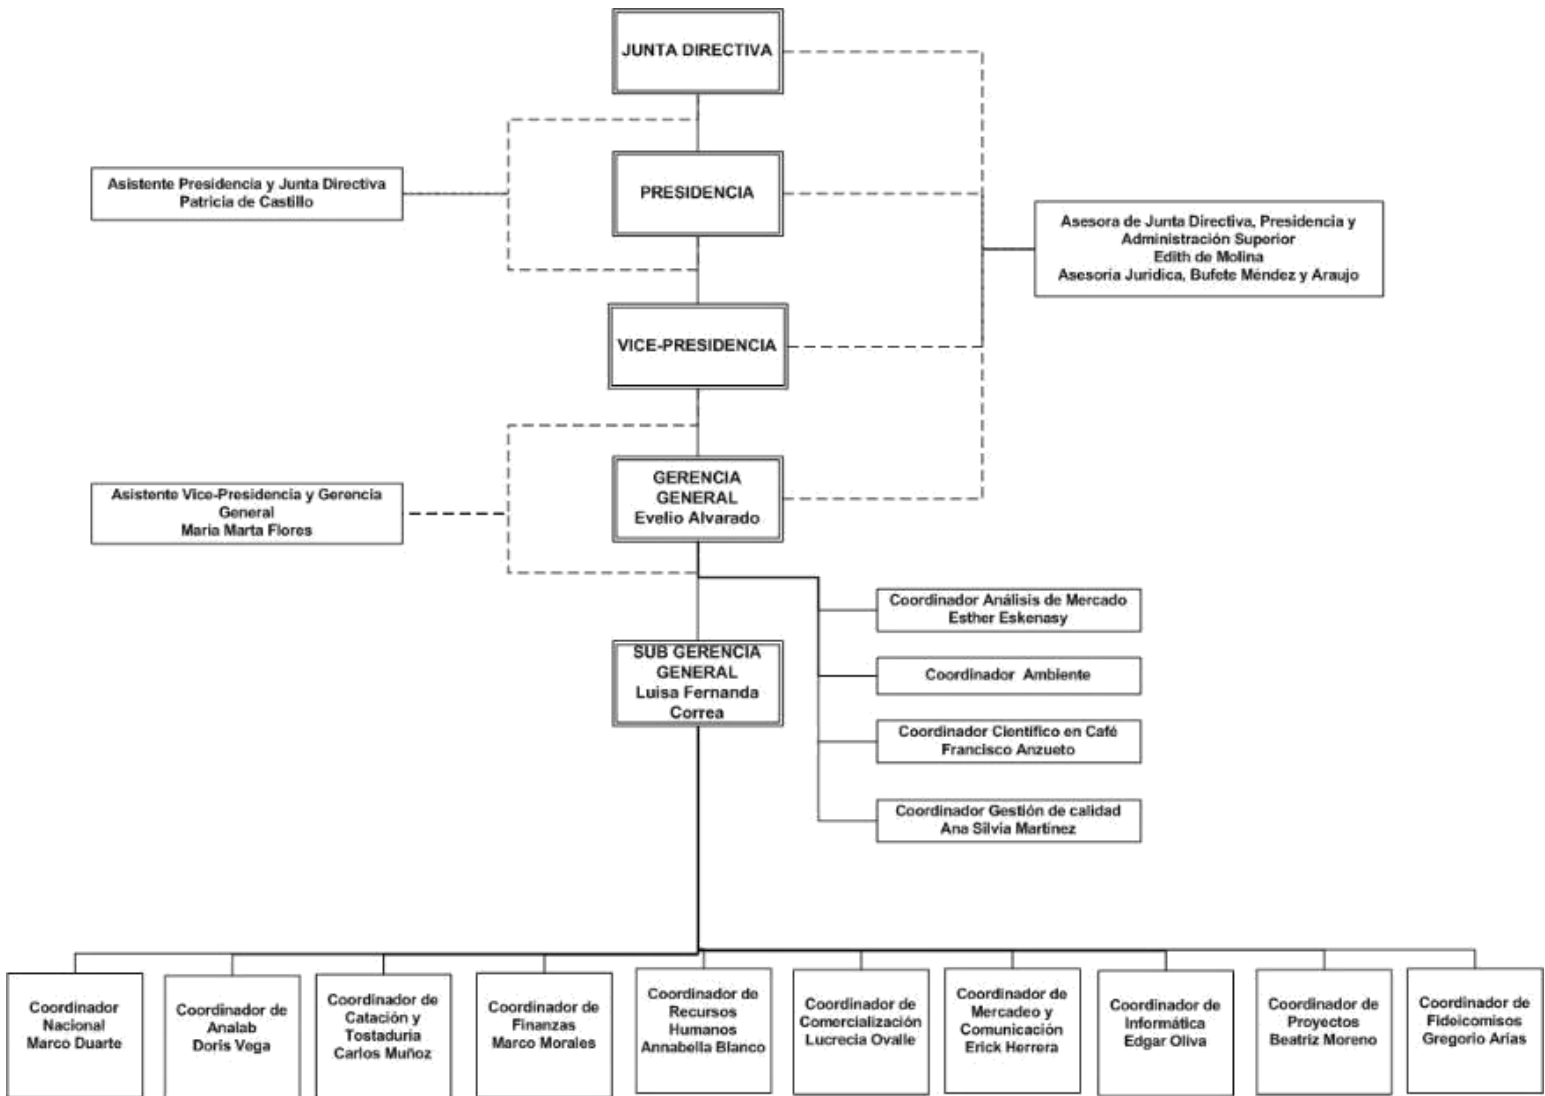 JUNTA DIRECTIVA
Asistente Presidencia y Junta Directiva
Patricia de Castillo
PRESIDENCIA
Asesora de Junta Directiva, Presidencia y
Administración Superior
Edith de Molina
Asesoría Jurídica, Bufete Méndez y Araujo
VICE-PRESIDENCIA
Asistente Vice-Presidencia y Gerencia
General
Maria Marta Flores
GERENCIA
GENERAL
Evelio Alvarado
Coordinador Análisis de Mercado
Esther Eskenasy
SUB GERENCIA
GENERAL
Luisa Fernanda
Correa
Coordinador Ambiente
Coordinador Científico en Café
Francisco Anzueto
Coordinador Gestión de calidad
Ana Silvia Martínez
Coordinador
Nacional
Marco Duarte
Coordinador de
Analab
Doris Vega
Coordinador de
Catación y
Tostaduría
Carlos Muñoz
Coordinador de
Finanzas
Marco Morales
Coordinador de
Recursos
Humanos
Annabella Blanco
Coordinador de
Comercialización
Lucrecia Ovalle
Coordinador de
Mercadeo y
Comunicación
Erick Herrera
Coordinador de
Informática
Edgar Oliva
Coordinador de
Proyectos
Beatriz Moreno
Coordinador de
Fideicomisos
Gregorio Arías